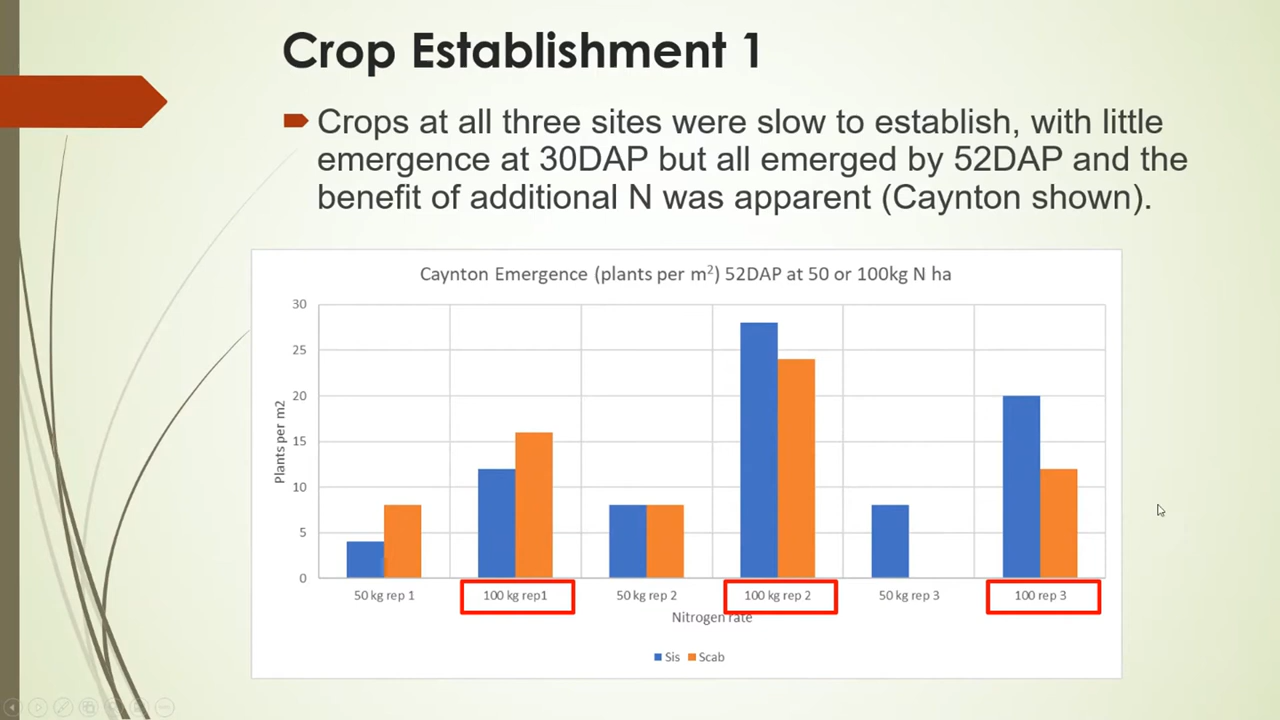 Crop Establishment 1
Crops at all three sites were slow to establish, with little
emergence at 30DAP but all emerged by 52DAP and the
benefit of additional N was apparent (Caynton shown).
Caynton Emergence (plants per m²) 52DAP at 50 or 100kg N ha
30
25
20
15
10
5
0
Plants per m2
50 kg rep 1
100 kg rep1
50 kg rep 2
100 kg rep 2
50 kg rep 3
100 rep 3
Nitrogen rate
Sis
Scab